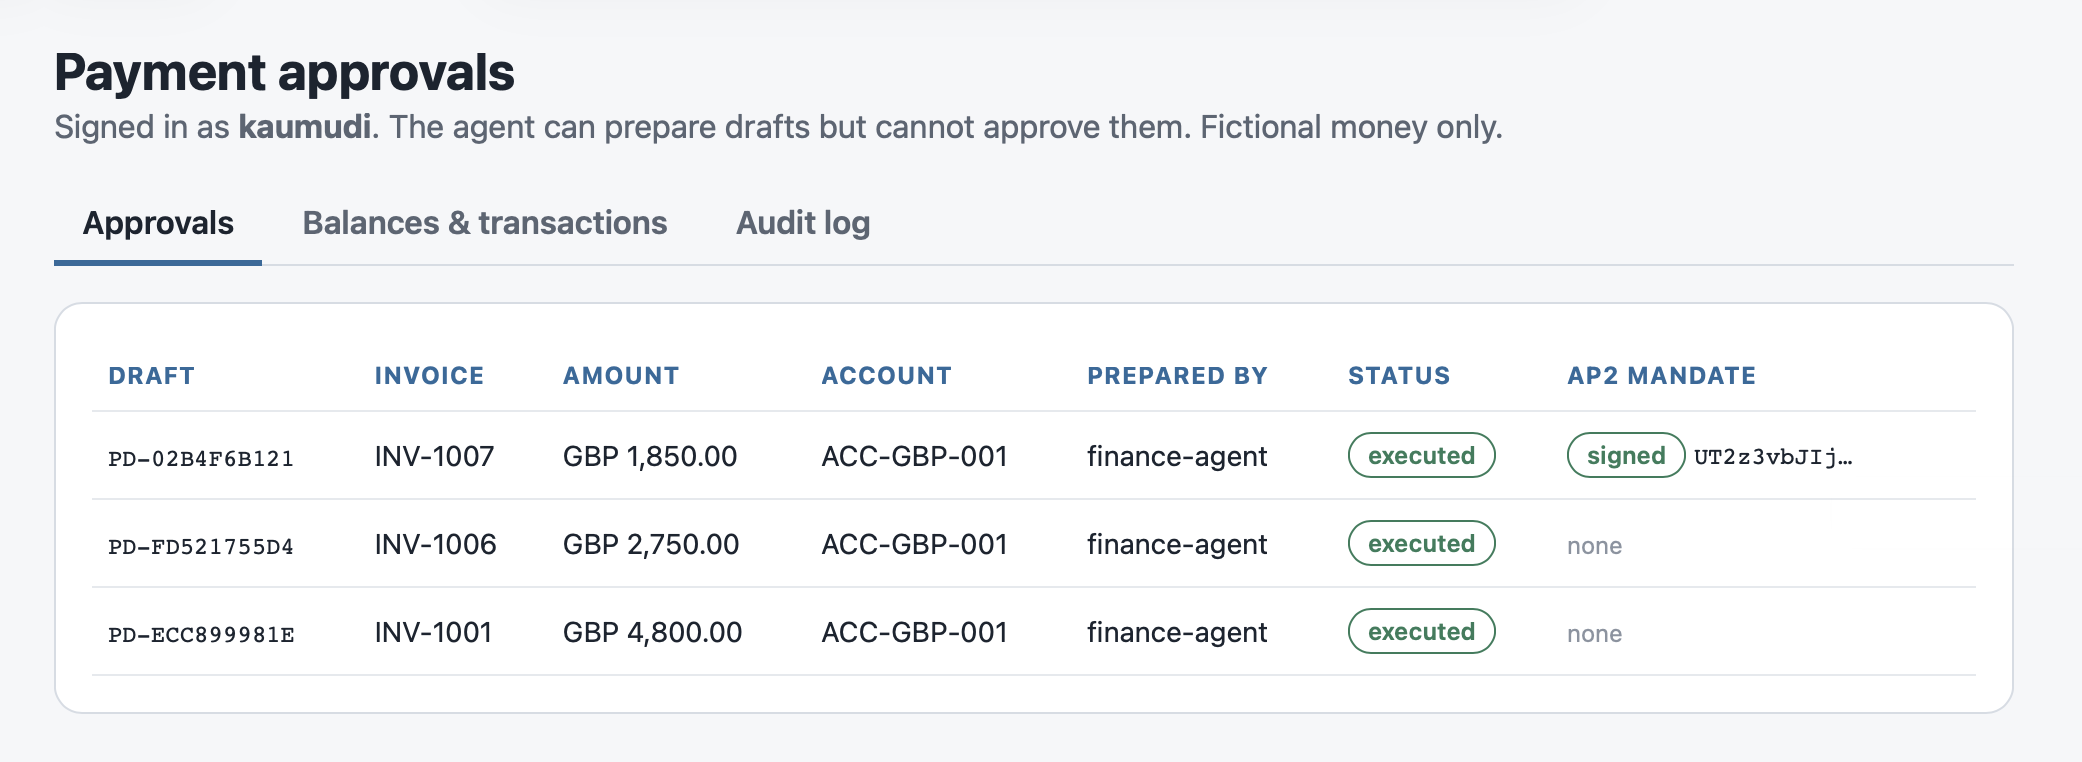 Payment approvals
Signed in as kaumudi. The agent can prepare drafts but cannot approve them. Fictional money only.
Approvals Balances & transactions Audit log
DRAFT INVOICE AMOUNT ACCOUNT PREPARED BY STATUS AP2 MANDATE
PD-02B4F6B121 INV-1007 GBP 1,850.00 ACC-GBP-001 finance-agent executed signed UT2z3vbJIj…
PD-FD521755D4 INV-1006 GBP 2,750.00 ACC-GBP-001 finance-agent executed none
PD-ECC899981E INV-1001 GBP 4,800.00 ACC-GBP-001 finance-agent executed none